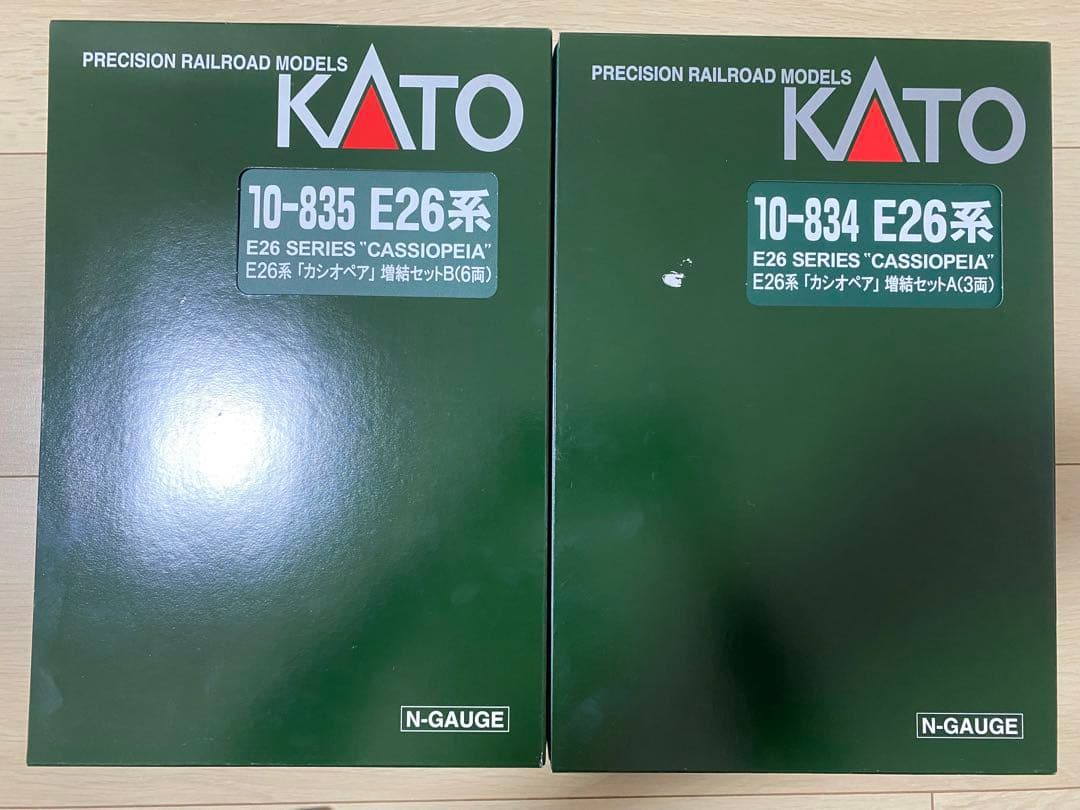 PRECISION RAILROAD MODELS
KATO
10-835 E26系
E26 SERIES "CASSIOPEIA"
E26系「カシオペア」増結セットB(6両)
N-GAUGE
PRECISION RAILROAD MODELS
KATO
10-834 E26系
E26 SERIES "CASSIOPEIA"
E26系「カシオペア」増結セットA(3両)
N-GAUGE